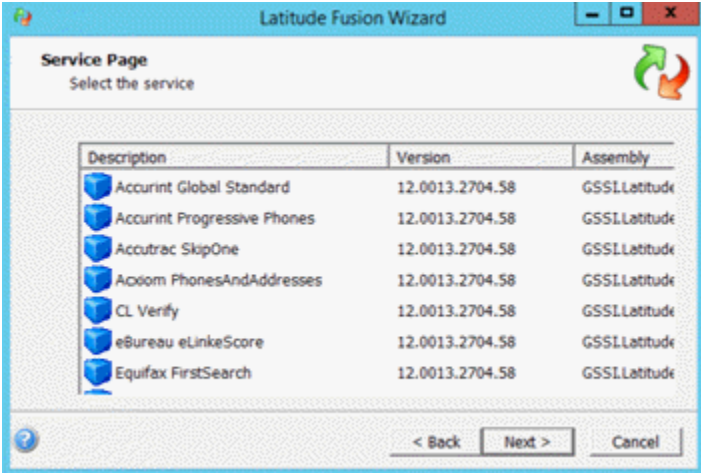 Latitude Fusion Wizard
Service Page
Select the service
Description Version Assembly
Accurint Global Standard 12.0013.2704.58 GSSI.Latitude
Accurint Progressive Phones 12.0013.2704.58 GSSI.Latitude
Accutrac SkipOne 12.0013.2704.58 GSSI.Latitude
Acxiom PhonesAndAddresses 12.0013.2704.58 GSSI.Latitude
CL Verify 12.0013.2704.58 GSSI.Latitude
eBureau eLinkeScore 12.0013.2704.58 GSSI.Latitude
Equifax FirstSearch 12.0013.2704.58 GSSI.Latitude
< Back Next > Cancel